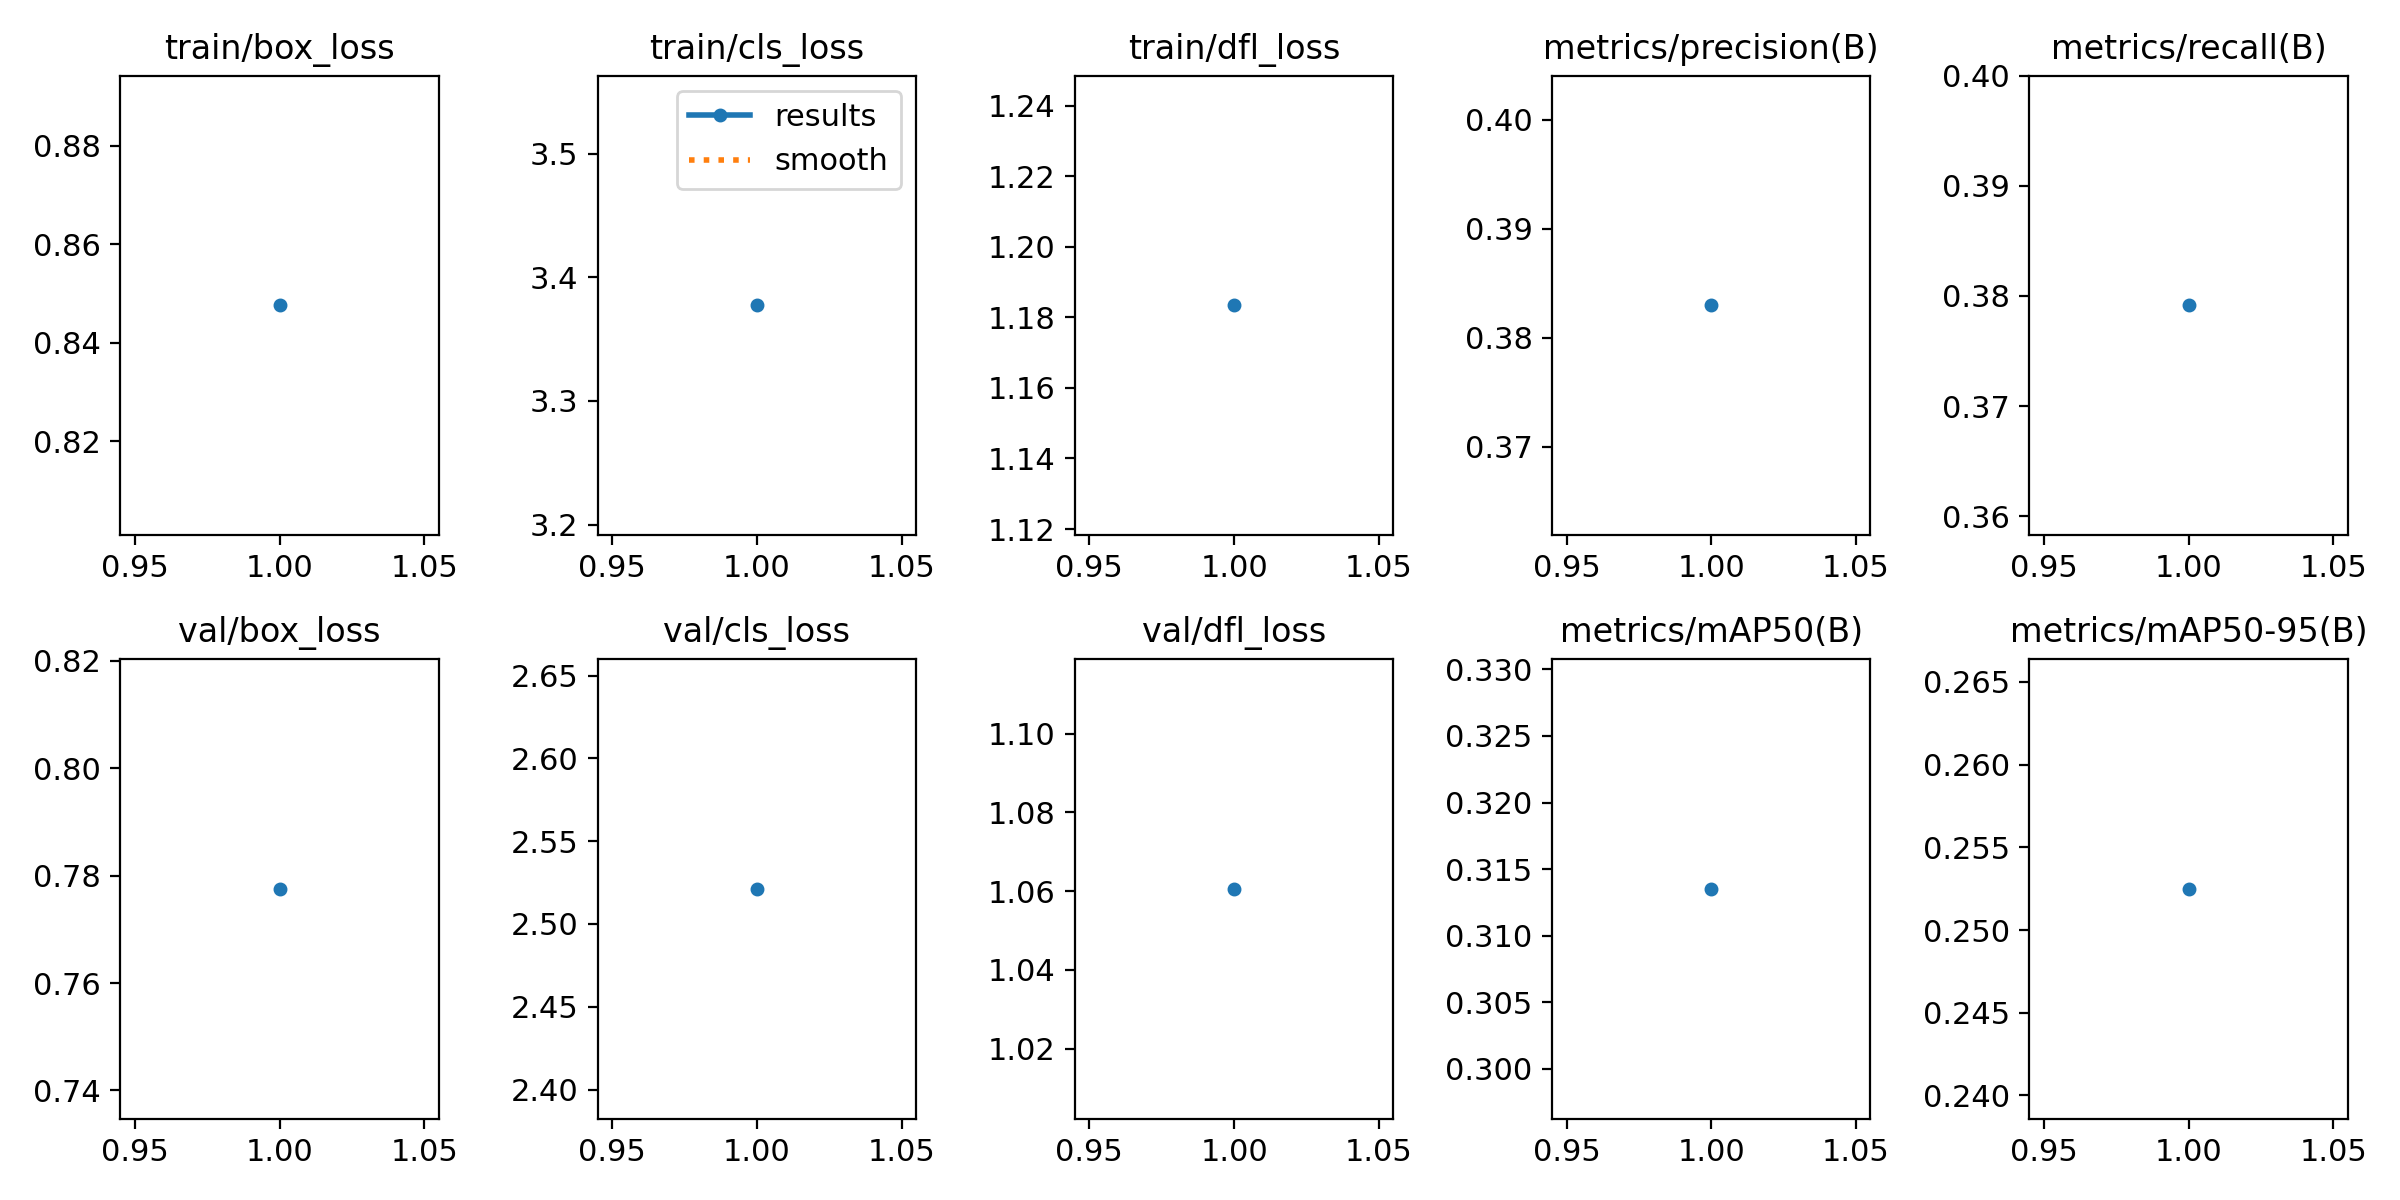 train/box_loss
0.88
0.86
0.84
0.82
0.95 1.00 1.05
train/cls_loss
results
smooth
3.5
3.4
3.3
3.2
0.95 1.00 1.05
train/dfl_loss
1.24
1.22
1.20
1.18
1.16
1.14
1.12
0.95 1.00 1.05
metrics/precision(B)
0.40
0.39
0.38
0.37
0.95 1.00 1.05
metrics/recall(B)
0.40
0.39
0.38
0.37
0.36
0.95 1.00 1.05
val/box_loss
0.82
0.80
0.78
0.76
0.74
0.95 1.00 1.05
val/cls_loss
2.65
2.60
2.55
2.50
2.45
2.40
0.95 1.00 1.05
val/dfl_loss
1.10
1.08
1.06
1.04
1.02
0.95 1.00 1.05
metrics/mAP50(B)
0.330
0.325
0.320
0.315
0.310
0.305
0.300
0.95 1.00 1.05
metrics/mAP50-95(B)
0.265
0.260
0.255
0.250
0.245
0.240
0.95 1.00 1.05